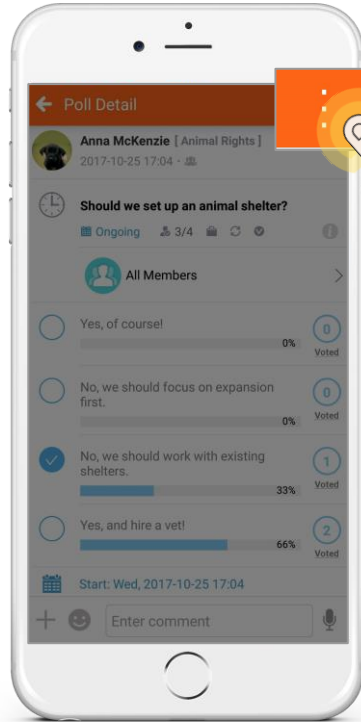 Poll Detail
Anna McKenzie [ Animal Rights ]
2017-10-25 17:04 ·
Should we set up an animal shelter?
Ongoing 3/4
All Members
Yes, of course!
0%
0
Voted
No, we should focus on expansion
first.
0%
0
Voted
No, we should work with existing
shelters.
33%
1
Voted
Yes, and hire a vet!
66%
2
Voted
Start: Wed, 2017-10-25 17:04
Enter comment